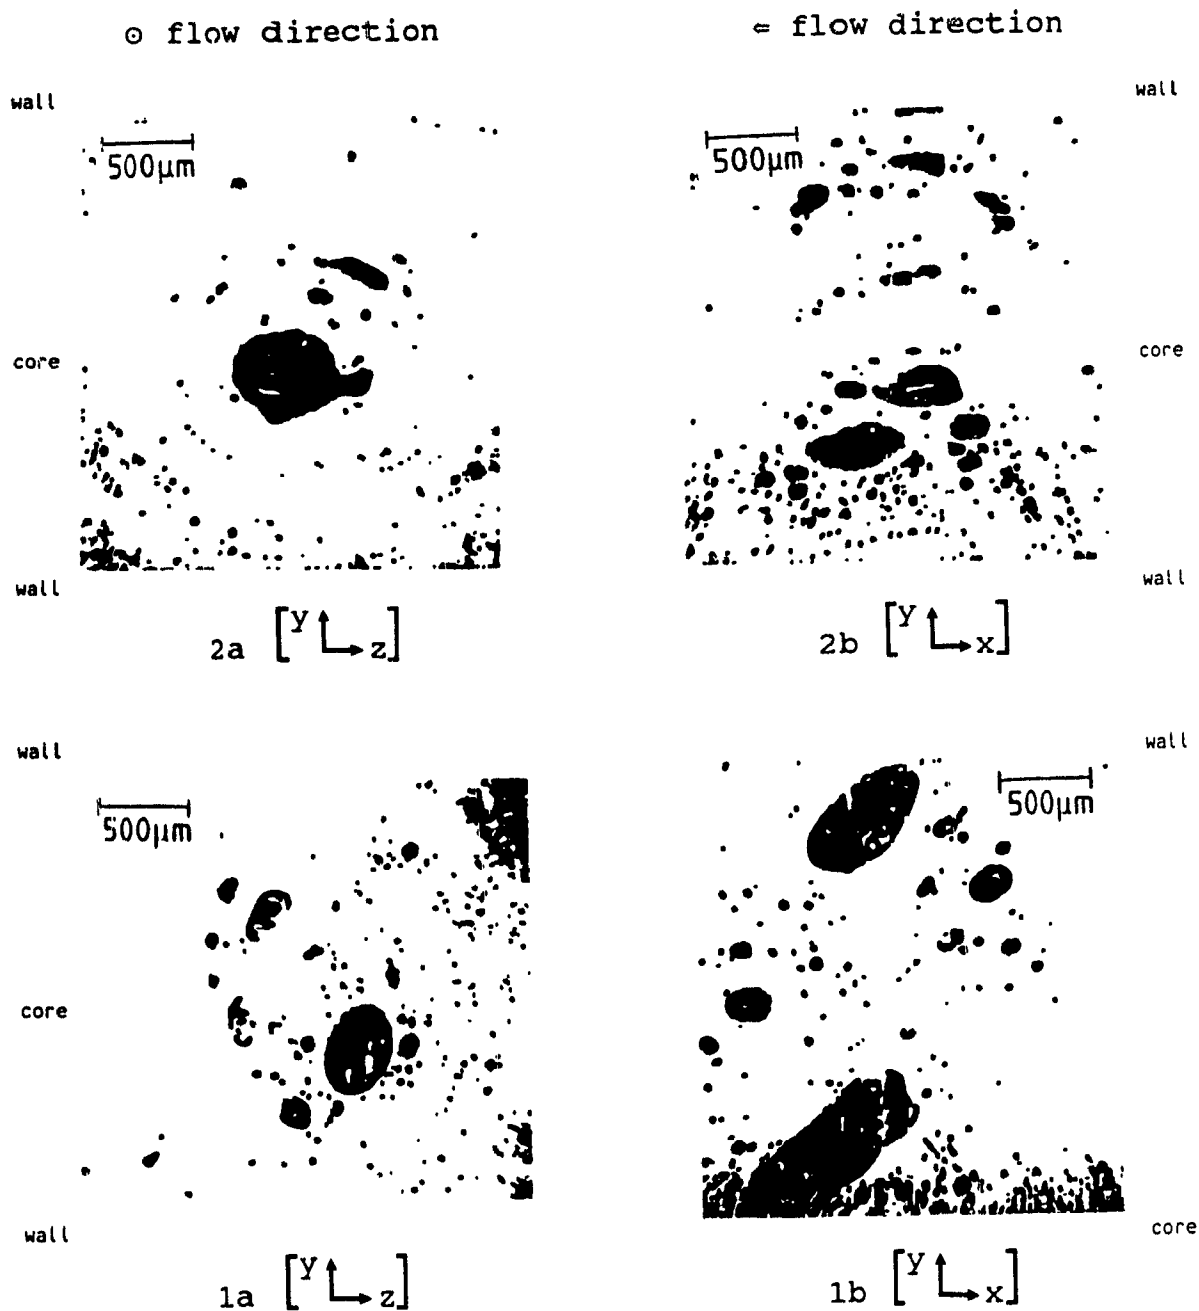 ⊙ flow direction
⇐ flow direction
wall
wall
500µm
500µm
core
core
wall
wall
2a [y z]
2b [y x]
wall
wall
500µm
500µm
core
wall
core
1a [y z]
1b [y x]